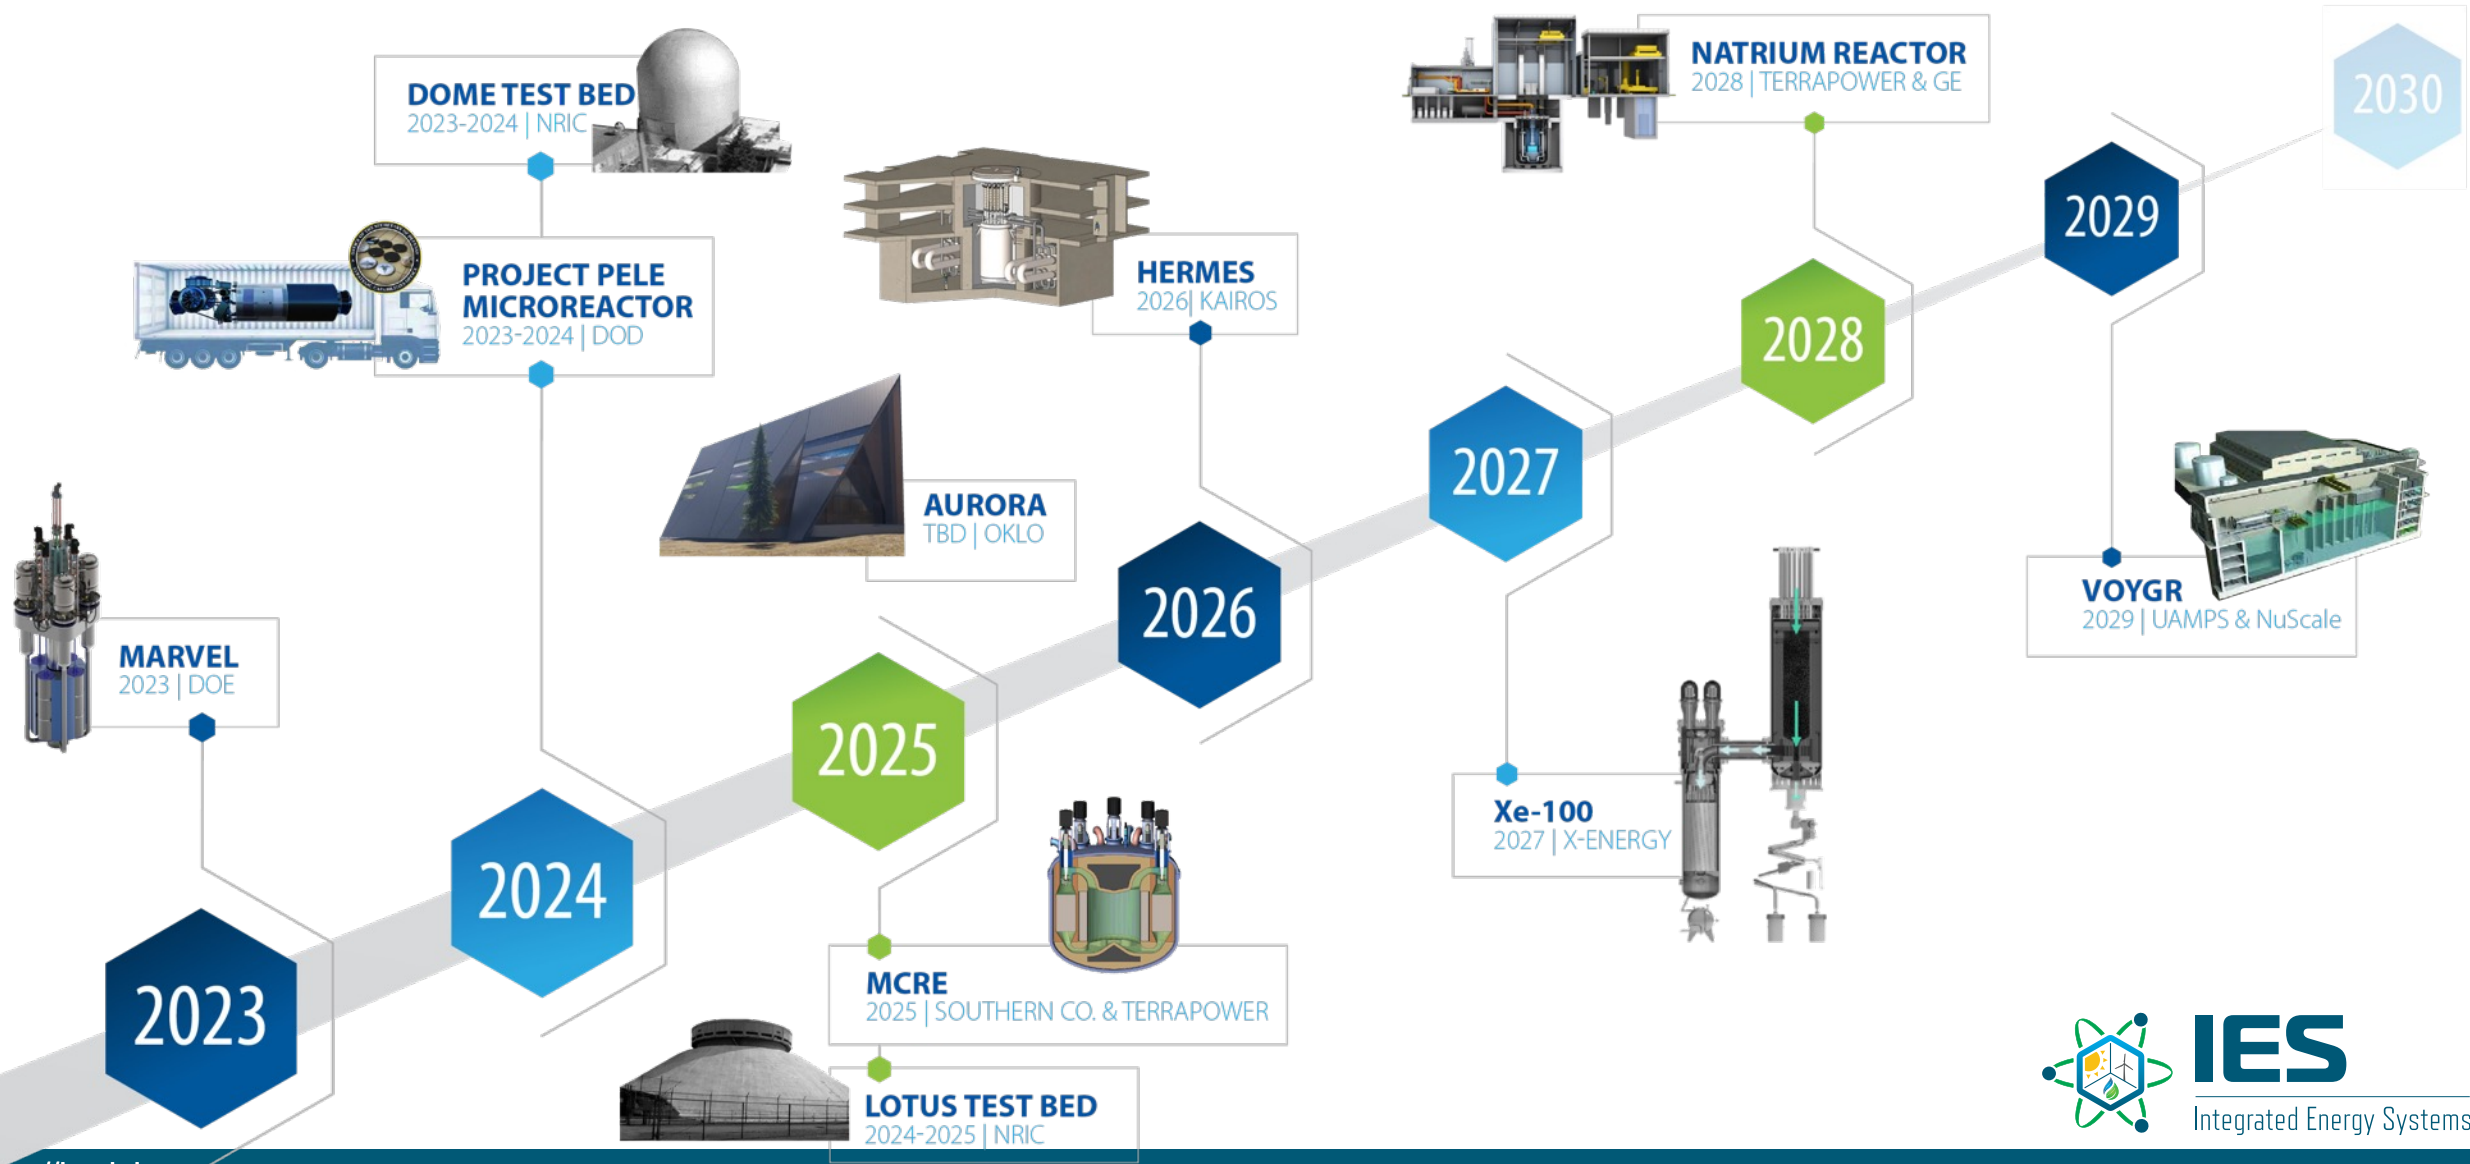 DOME TEST BED
2023-2024 | NRIC
NATRIUM REACTOR
2028 | TERRAPOWER & GE
2030
2029
PROJECT PELE
MICROREACTOR
2023-2024 | DOD
HERMES
2026| KAIROS
2028
2027
AURORA
TBD | OKLO
2026
VOYGR
2029 | UAMPS & NuScale
MARVEL
2023 | DOE
2025
Xe-100
2027 | X-ENERGY
2024
MCRE
2025 | SOUTHERN CO. & TERRAPOWER
2023
LOTUS TEST BED
2024-2025 | NRIC
IES
Integrated Energy Systems